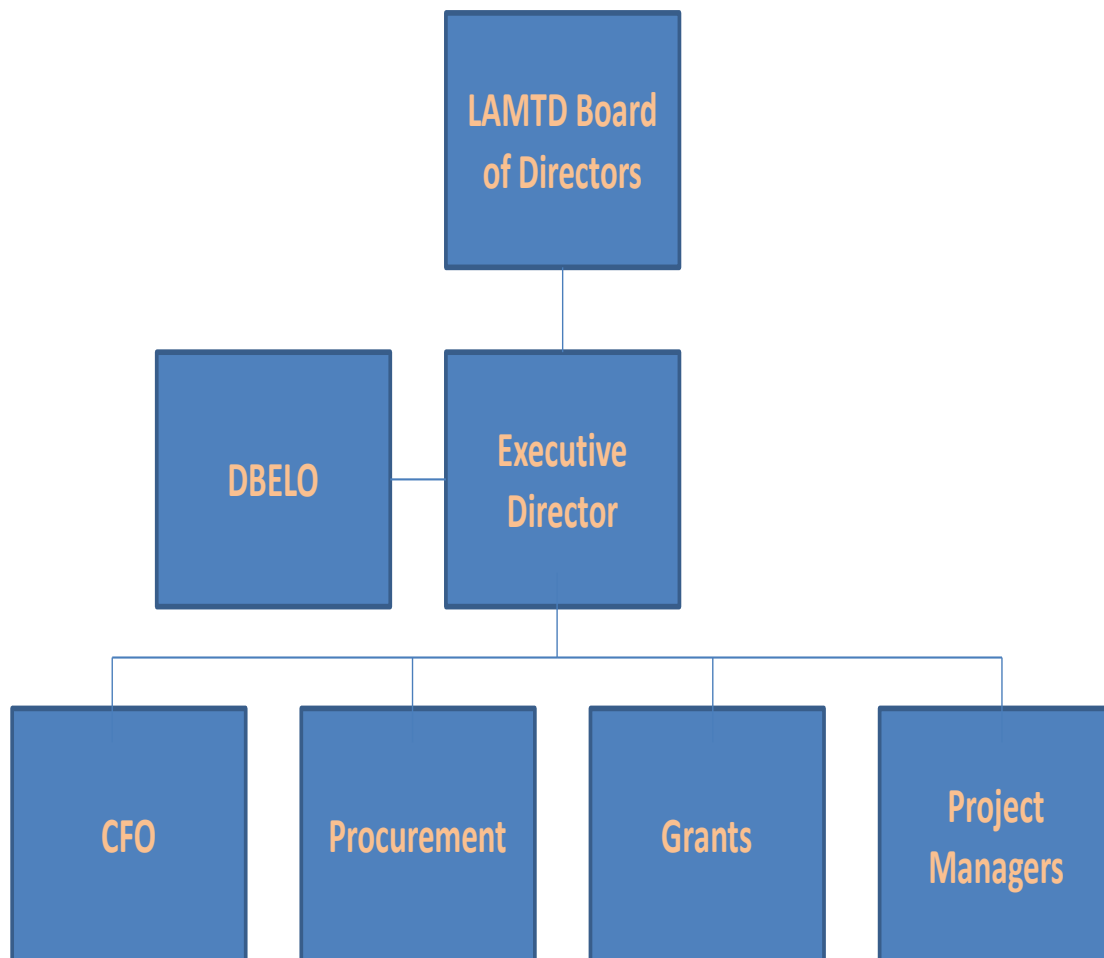 LAMTD Board
of Directors
DBELO
Executive
Director
CFO
Procurement
Grants
Project
Managers